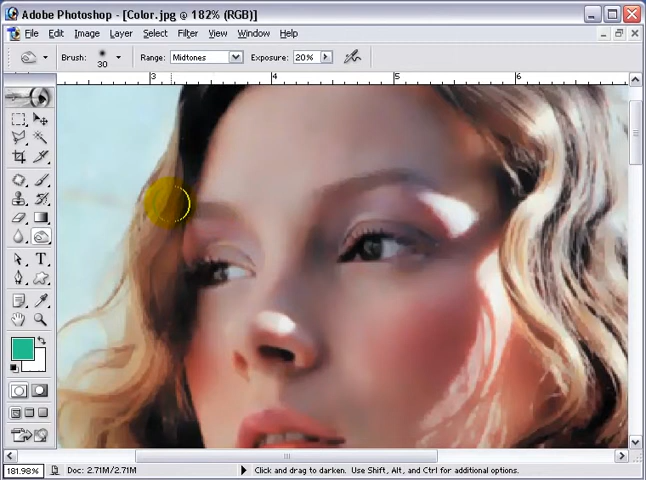 Adobe Photoshop - [Color.jpg @ 182% (RGB)]
File Edit Image Layer Select Filter View Window Help
Brush: 30 Range: Midtones Exposure: 20%
3 4 5 6
T
181.98% Doc: 2.71M/2.71M Click and drag to darken. Use Shift, Alt, and Ctrl for additional options.